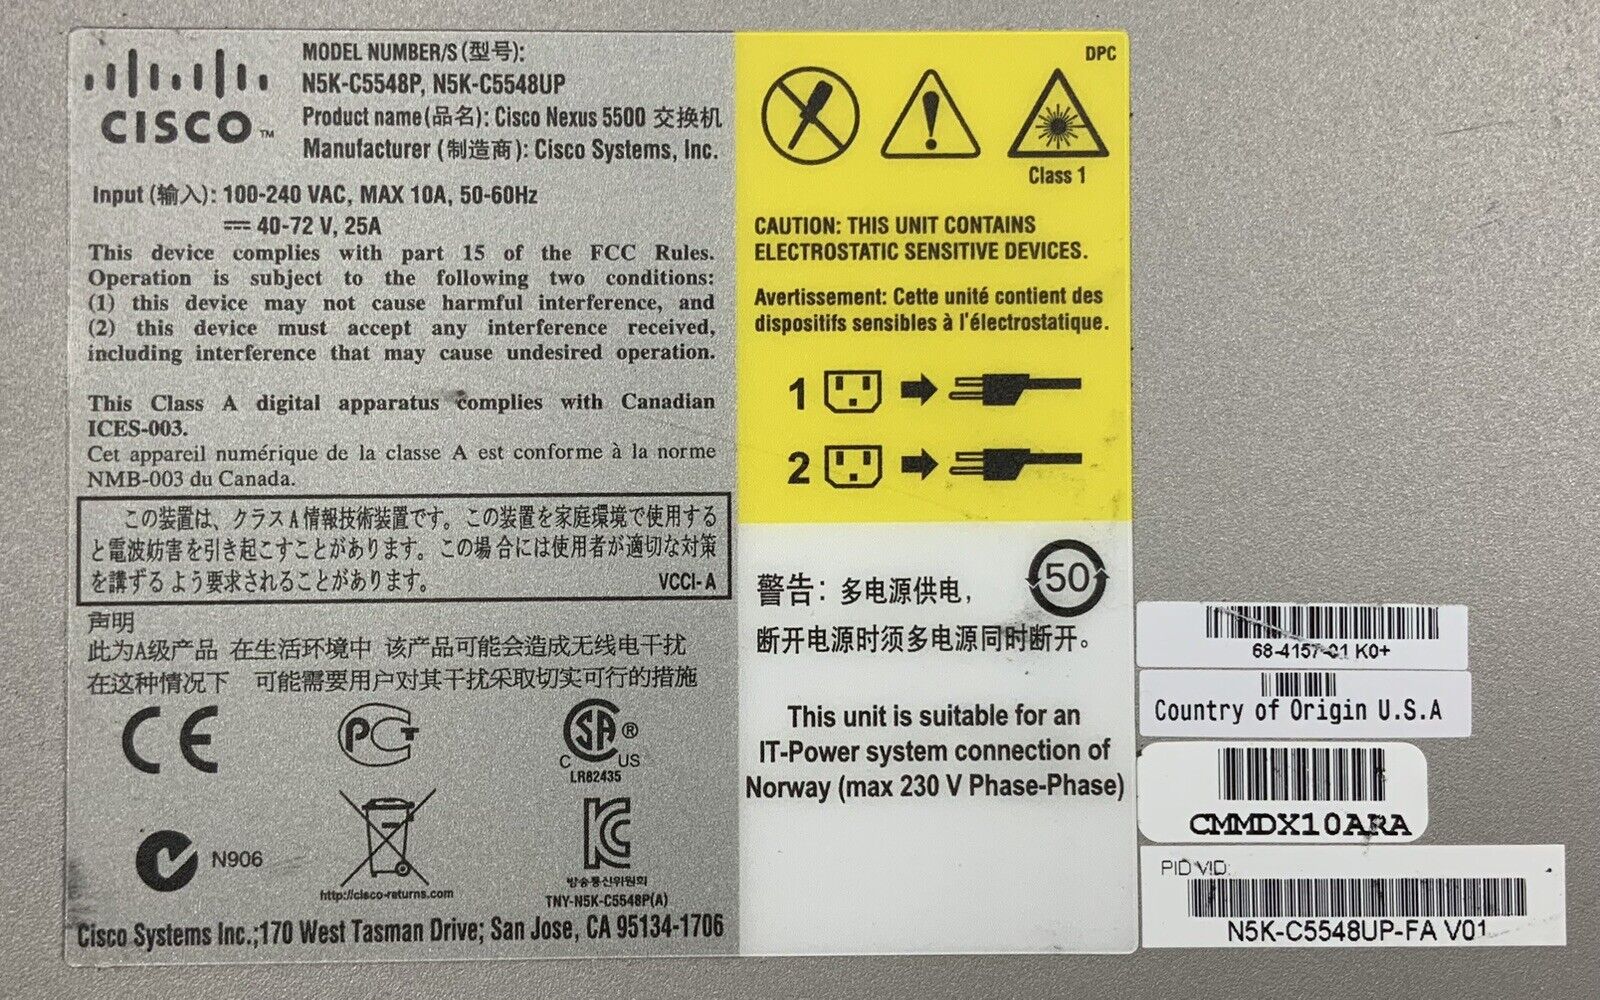 CISCO™
MODEL NUMBER/S (型号):
N5K-C5548P, N5K-C5548UP
Product name(品名): Cisco Nexus 5500 交换机
Manufacturer (制造商): Cisco Systems, Inc.
Input (输入): 100-240 VAC, MAX 10A, 50-60Hz
⎓ 40-72 V, 25A
This device complies with part 15 of the FCC Rules.
Operation is subject to the following two conditions:
(1) this device may not cause harmful interference, and
(2) this device must accept any interference received,
including interference that may cause undesired operation.
This Class A digital apparatus complies with Canadian
ICES-003.
Cet appareil numérique de la classe A est conforme à la norme
NMB-003 du Canada.
この装置は、クラスA情報技術装置です。この装置を家庭環境で使用する
と電波妨害を引き起こすことがあります。この場合には使用者が適切な対策
を講ずるよう要求されることがあります。 VCCI-A
声明
此为A级产品 在生活环境中 该产品可能会造成无线电干扰
在这种情况下 可能需要用户对其干扰采取切实可行的措施
CE
PCT
CSA ®
C US
LR82435
N906
http://cisco-returns.com
KC
방송통신위원회
TNY-N5K-C5548P(A)
Cisco Systems Inc.;170 West Tasman Drive; San Jose, CA 95134-1706
DPC
Class 1
CAUTION: THIS UNIT CONTAINS
ELECTROSTATIC SENSITIVE DEVICES.
Avertissement: Cette unité contient des
dispositifs sensibles à l'électrostatique.
1
2
警告: 多电源供电,
50
断开电源时须多电源同时断开。
This unit is suitable for an
IT-Power system connection of
Norway (max 230 V Phase-Phase)
68-4157-01 K0+
Country of Origin U.S.A
CMMDX10ARA
PID VID:
N5K-C5548UP-FA V01